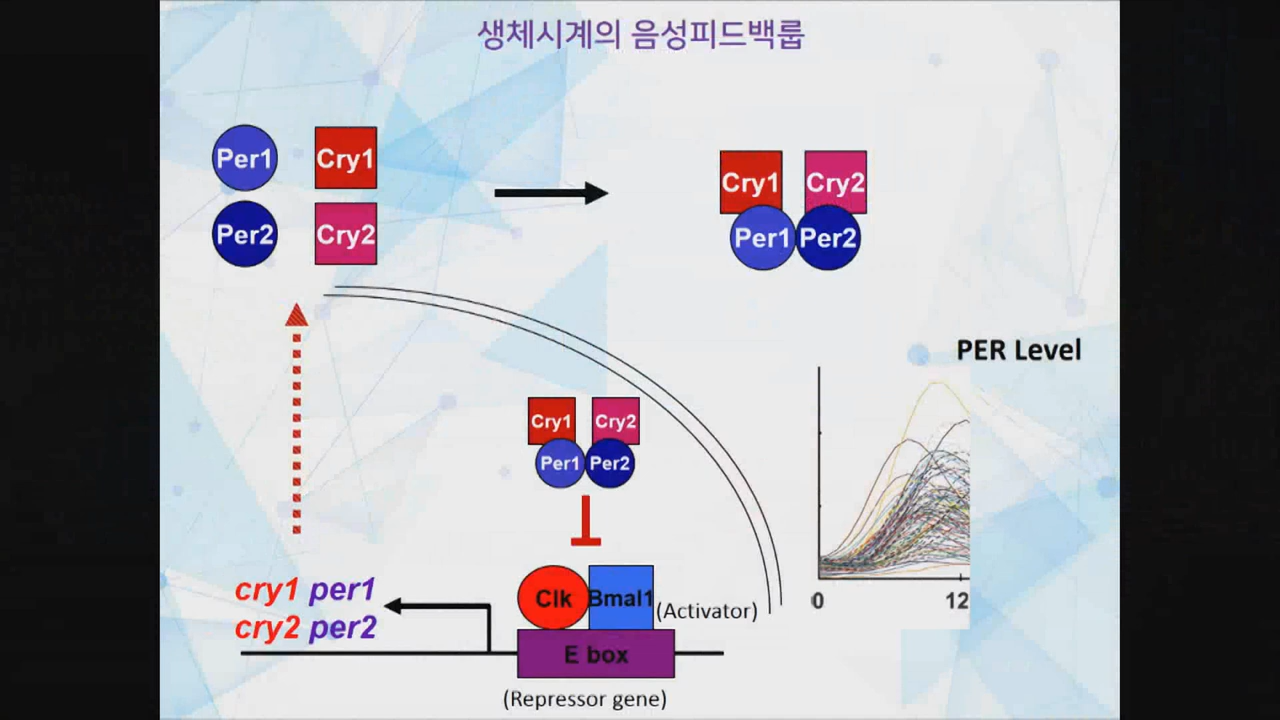 생체시계의 음성피드백룹
Per1 Cry1
Per2 Cry2
Cry1 Cry2
Per1 Per2
PER Level
Cry1 Cry2
Per1 Per2
0 12
cry1 per1
cry2 per2
Clk Bmal1 (Activator)
E box
(Repressor gene)